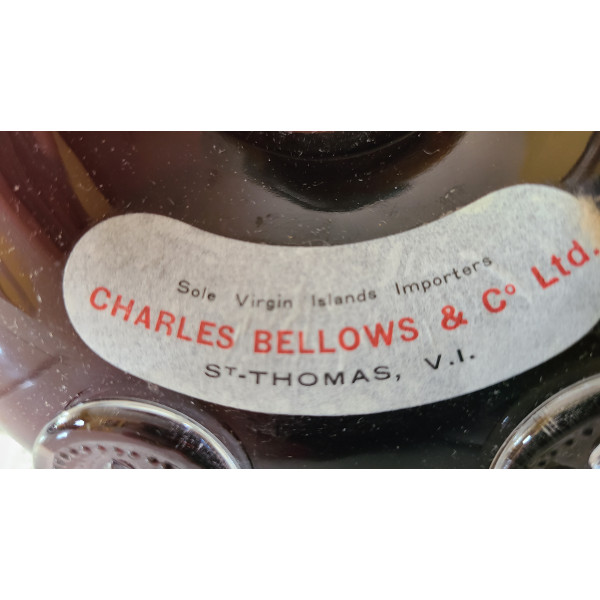 Sole Virgin Islands Importers
CHARLES BELLOWS & Cº Ltd.
Sᵀ-THOMAS, V.I.